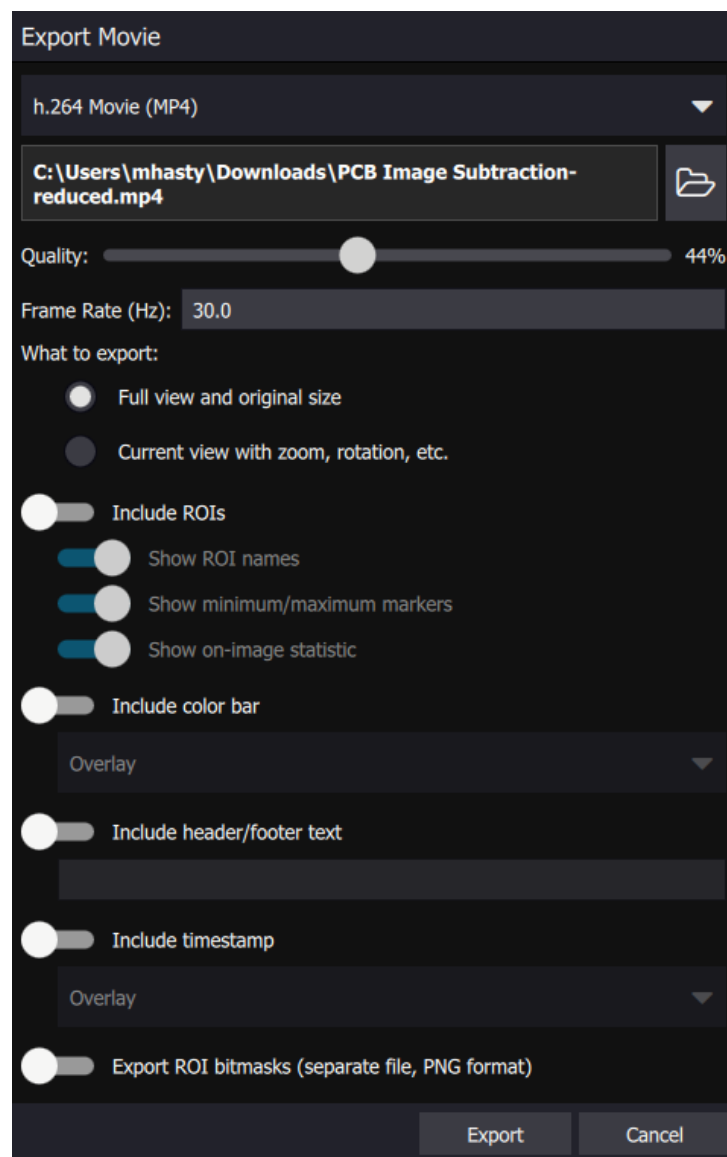 Export Movie
h.264 Movie (MP4)
C:\Users\mhasty\Downloads\PCB Image Subtraction-
reduced.mp4
Quality: 44%
Frame Rate (Hz): 30.0
What to export:
Full view and original size
Current view with zoom, rotation, etc.
Include ROIs
Show ROI names
Show minimum/maximum markers
Show on-image statistic
Include color bar
Overlay
Include header/footer text
Include timestamp
Overlay
Export ROI bitmasks (separate file, PNG format)
Export Cancel